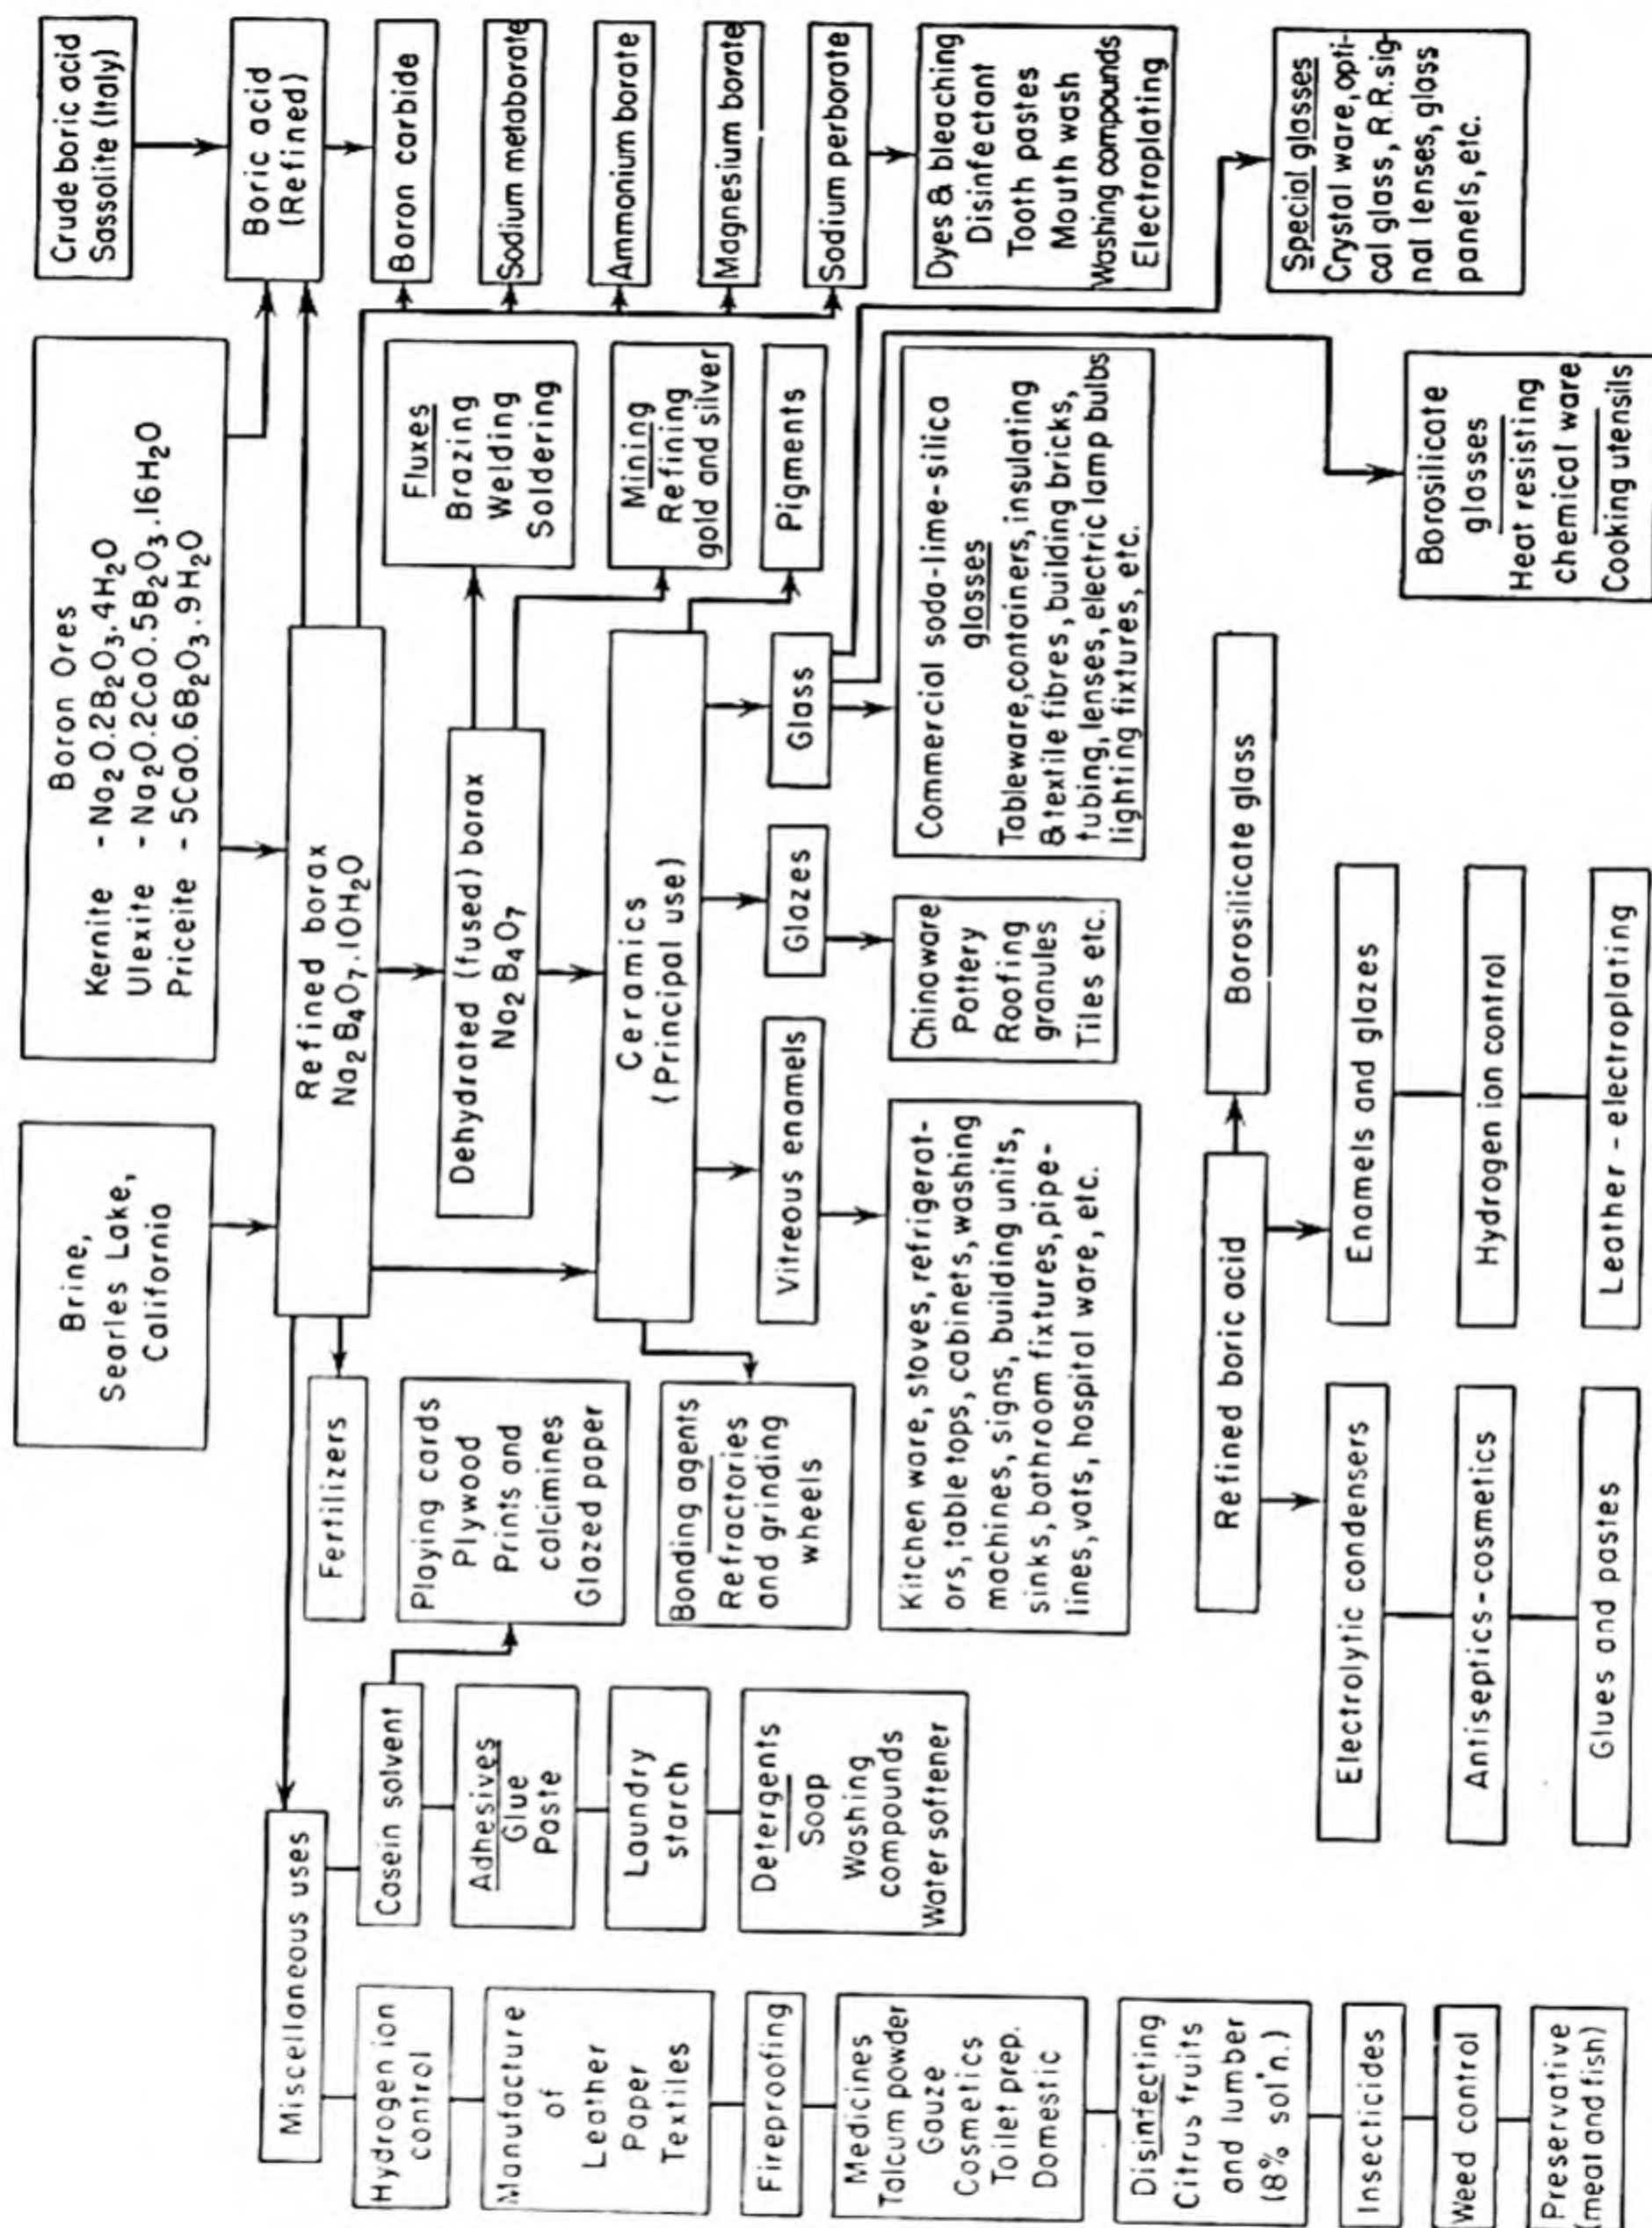 Brine,
Searles Lake,
California
Boron Ores
Kernite - Na2O.2B2O3.4H2O
Ulexite - Na2O.2CaO.5B2O3.16H2O
Priceite - 5CaO.6B2O3.9H2O
Crude boric acid
Sassolite (Italy)
Boric acid
(Refined)
Refined borax
Na2B4O7.10H2O
Miscellaneous uses
Fertilizers
Dehydrated (fused) borax
Na2B4O7
Fluxes
Brazing
Welding
Soldering
Mining
Refining
gold and silver
Pigments
Boron carbide
Sodium metaborate
Ammonium borate
Magnesium borate
Sodium perborate
Dyes & bleaching
Disinfectant
Tooth pastes
Mouth wash
Washing compounds
Electroplating
Hydrogen ion
control
Manufacture
of
Leather
Paper
Textiles
Fireproofing
Medicines
Talcum powder
Gauze
Cosmetics
Toilet prep.
Domestic
Disinfecting
Citrus fruits
and lumber
(8% sol'n.)
Insecticides
Weed control
Preservative
(meat and fish)
Casein solvent
Adhesives
Glue
Paste
Laundry
starch
Detergents
Soap
Washing
compounds
Water softener
Playing cards
Plywood
Prints and
calcimines
Glazed paper
Bonding agents
Refractories
and grinding
wheels
Ceramics
(Principal use)
Vitreous enamels
Glazes
Glass
Kitchen ware, stoves, refrigerat-
ors, table tops, cabinets, washing
machines, signs, building units,
sinks, bathroom fixtures, pipe-
lines, vats, hospital ware, etc.
Chinaware
Pottery
Roofing
granules
Tiles etc.
Commercial soda-lime-silica
glasses
Tableware, containers, insulating
& textile fibres, building bricks,
tubing, lenses, electric lamp bulbs
lighting fixtures, etc.
Special glasses
Crystal ware, opti-
cal glass, R.R. sig-
nal lenses, glass
panels, etc.
Borosilicate
glasses
Heat resisting
chemical ware
Cooking utensils
Refined boric acid
Borosilicate glass
Electrolytic condensers
Antiseptics-cosmetics
Glues and pastes
Enamels and glazes
Hydrogen ion control
Leather - electroplating